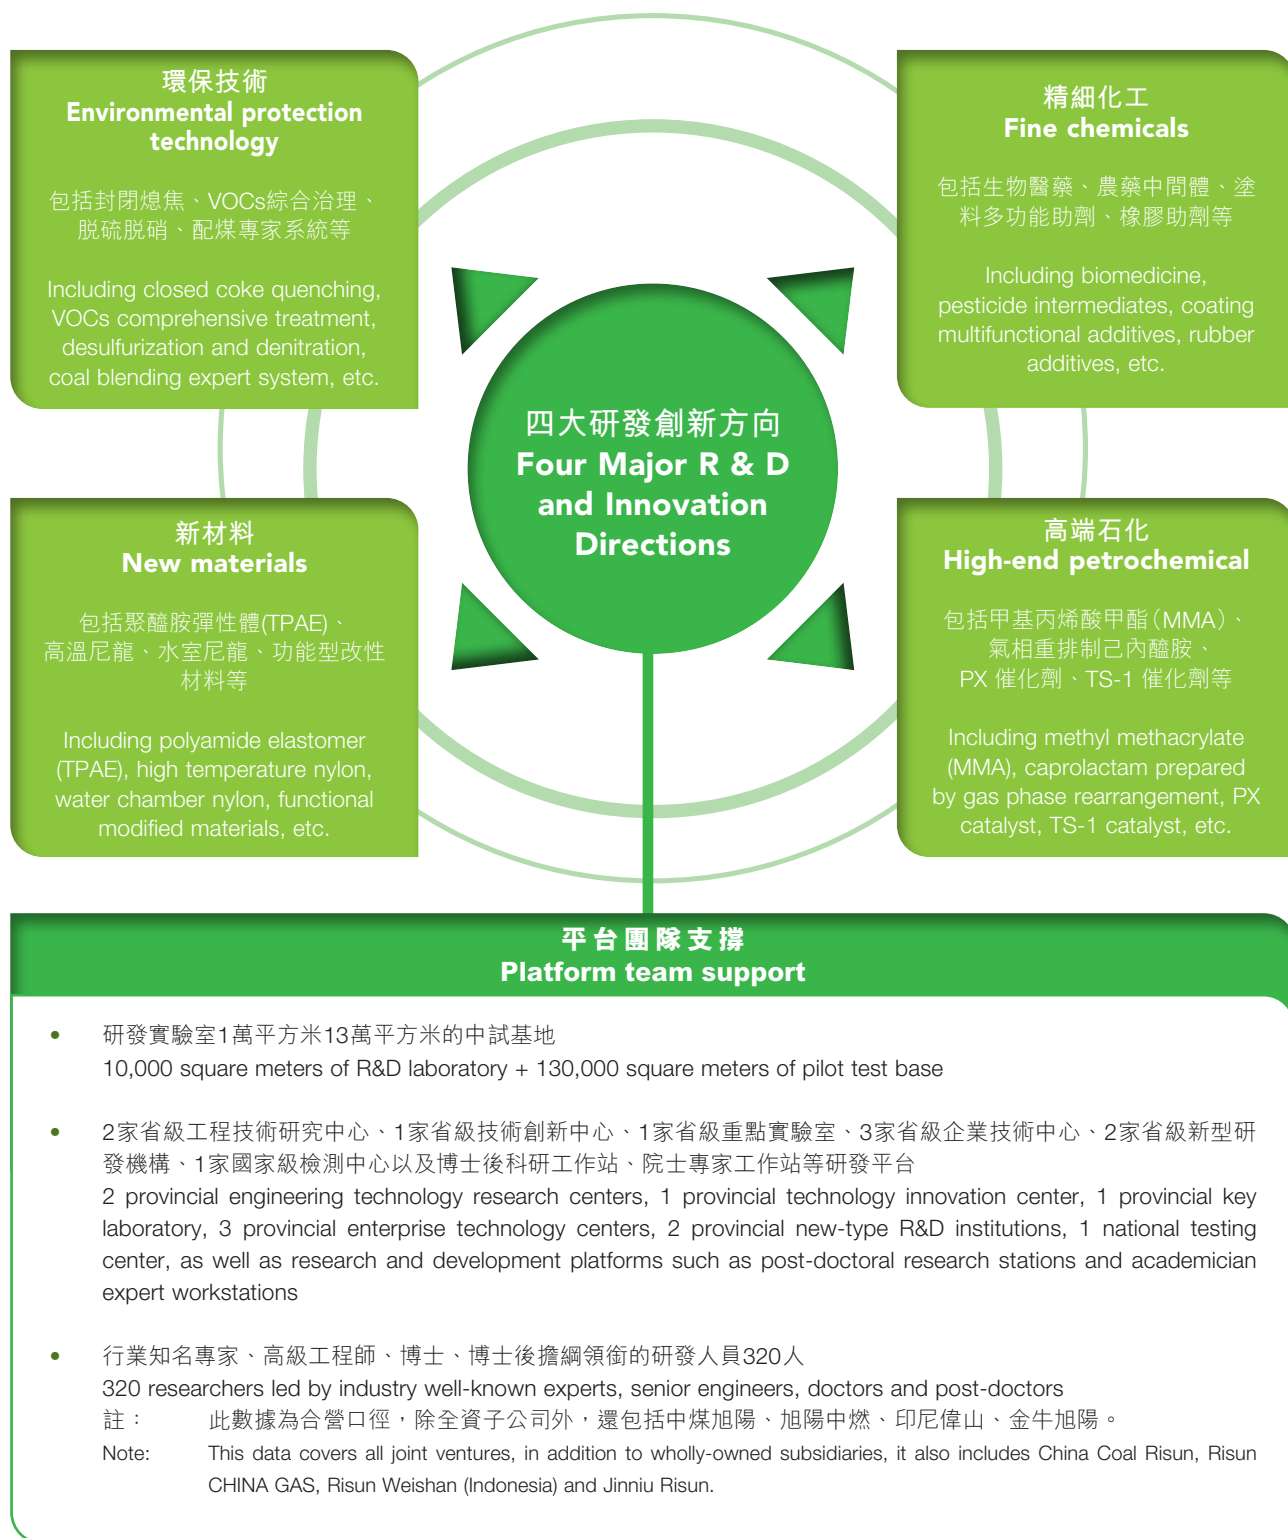 環保技術
Environmental protection
technology
包括封閉熄焦、VOCs綜合治理、
脱硫脱硝、配煤專家系統等
Including closed coke quenching,
VOCs comprehensive treatment,
desulfurization and denitration,
coal blending expert system, etc.
精細化工
Fine chemicals
包括生物醫藥、農藥中間體、塗
料多功能助劑、橡膠助劑等
Including biomedicine,
pesticide intermediates, coating
multifunctional additives, rubber
additives, etc.
四大研發創新方向
Four Major R & D
and Innovation
Directions
新材料
New materials
包括聚醯胺彈性體(TPAE)、
高溫尼龍、水室尼龍、功能型改性
材料等
Including polyamide elastomer
(TPAE), high temperature nylon,
water chamber nylon, functional
modified materials, etc.
高端石化
High-end petrochemical
包括甲基丙烯酸甲酯（MMA）、
氣相重排制己內醯胺、
PX 催化劑、TS-1 催化劑等
Including methyl methacrylate
(MMA), caprolactam prepared
by gas phase rearrangement, PX
catalyst, TS-1 catalyst, etc.
平台團隊支撐
Platform team support
• 研發實驗室1萬平方米13萬平方米的中試基地
10,000 square meters of R&D laboratory + 130,000 square meters of pilot test base
• 2家省級工程技術研究中心、1家省級技術創新中心、1家省級重點實驗室、3家省級企業技術中心、2家省級新型研
發機構、1家國家級檢測中心以及博士後科研工作站、院士專家工作站等研發平台
2 provincial engineering technology research centers, 1 provincial technology innovation center, 1 provincial key
laboratory, 3 provincial enterprise technology centers, 2 provincial new-type R&D institutions, 1 national testing
center, as well as research and development platforms such as post-doctoral research stations and academician
expert workstations
• 行業知名專家、高級工程師、博士、博士後擔綱領銜的研發人員320人
320 researchers led by industry well-known experts, senior engineers, doctors and post-doctors
註： 此數據為合營口徑，除全資子公司外，還包括中煤旭陽、旭陽中燃、印尼偉山、金牛旭陽。
Note: This data covers all joint ventures, in addition to wholly-owned subsidiaries, it also includes China Coal Risun, Risun
CHINA GAS, Risun Weishan (Indonesia) and Jinniu Risun.